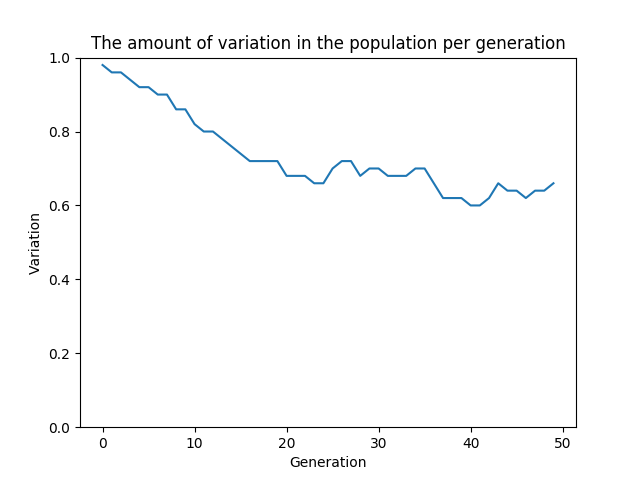 The amount of variation in the population per generation
1.0
0.8
0.6
0.4
0.2
0.0
Variation
0 10 20 30 40 50
Generation